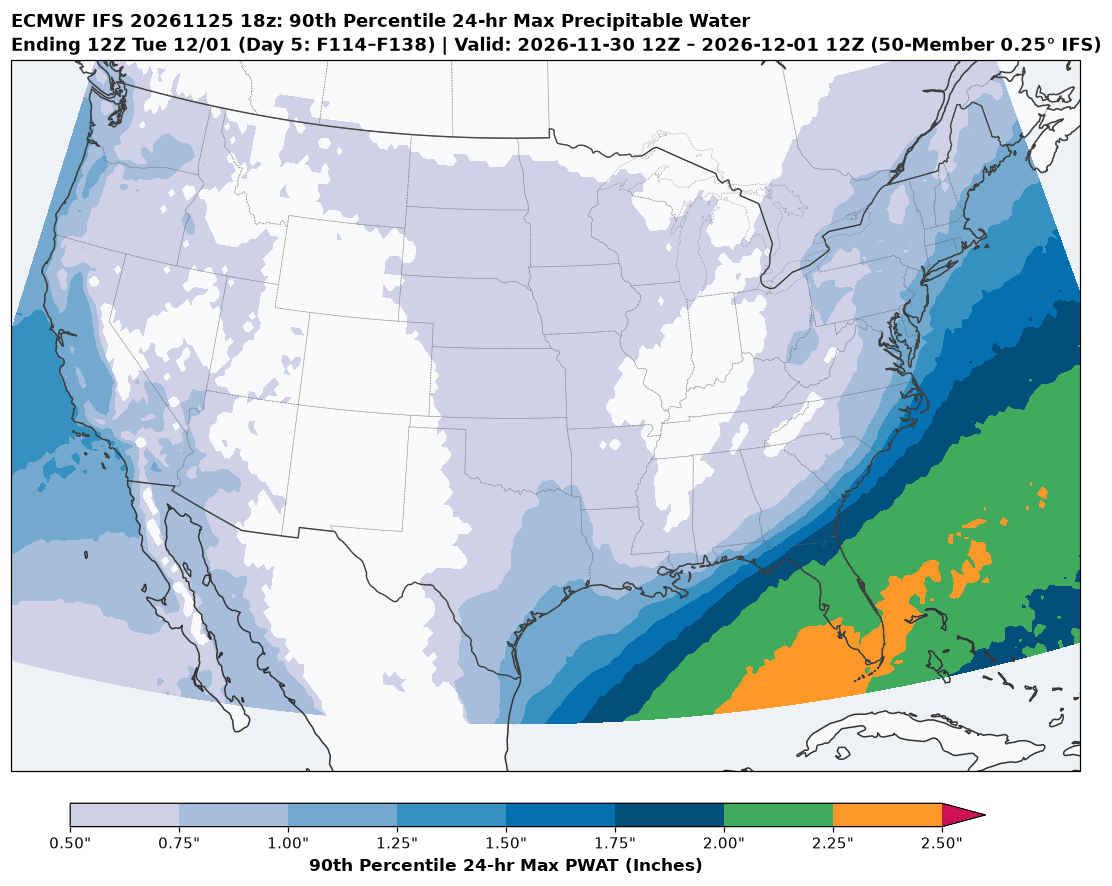 ECMWF IFS 20261125 18z: 90th Percentile 24-hr Max Precipitable Water
Ending 12Z Tue 12/01 (Day 5: F114–F138) | Valid: 2026-11-30 12Z – 2026-12-01 12Z (50-Member 0.25° IFS)
0.50" 0.75" 1.00" 1.25" 1.50" 1.75" 2.00" 2.25" 2.50"
90th Percentile 24-hr Max PWAT (Inches)